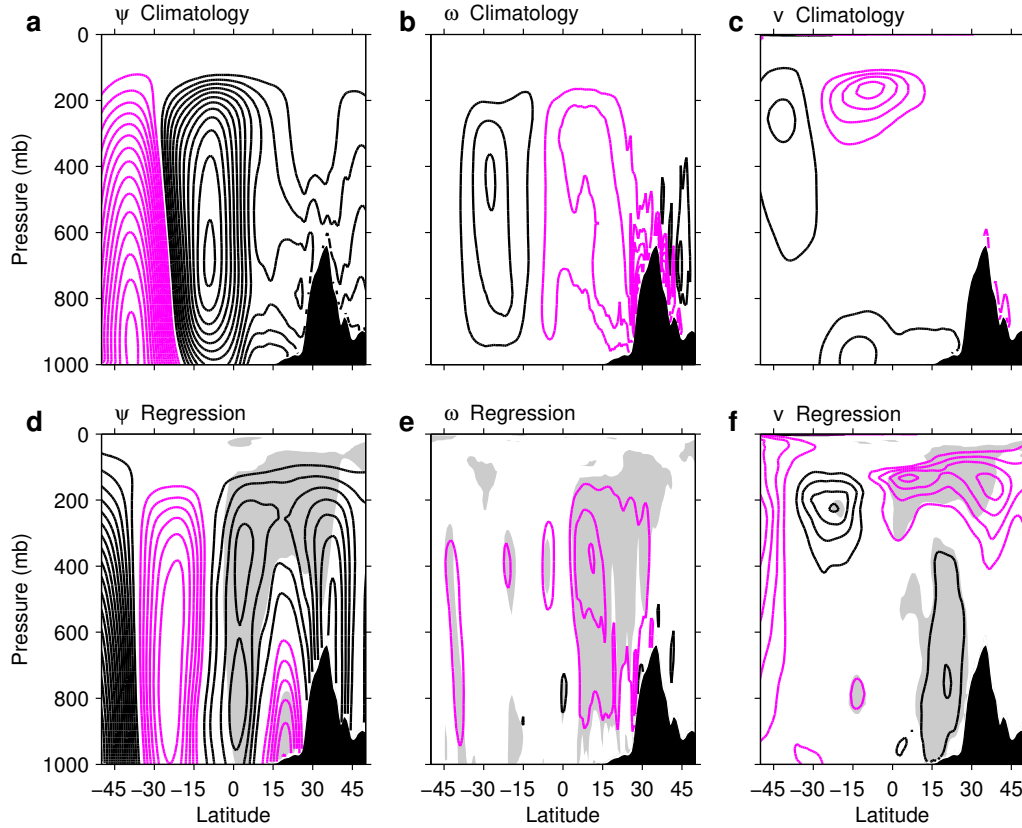 a ψ Climatology
b ω Climatology
c v Climatology
Pressure (mb)
0
200
400
600
800
1000
d ψ Regression
e ω Regression
f v Regression
Pressure (mb)
0
200
400
600
800
1000
−45 −30 −15 0 15 30 45
−45 −30 −15 0 15 30 45
−45 −30 −15 0 15 30 45
Latitude
Latitude
Latitude